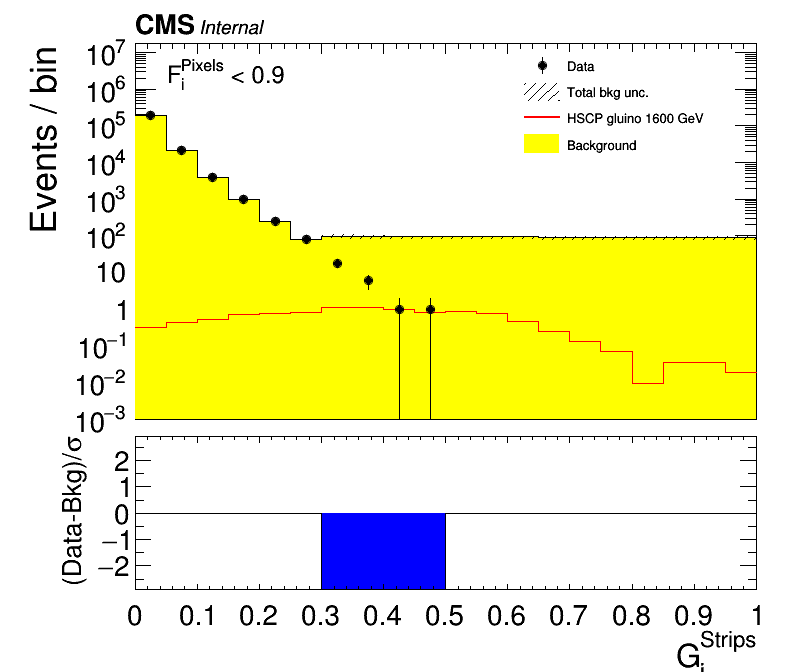 CMS Internal
F_i^Pixels < 0.9
Data
Total bkg unc.
HSCP gluino 1600 GeV
Background
Events / bin
10^7
10^6
10^5
10^4
10^3
10^2
10
1
10^−1
10^−2
10^−3
(Data-Bkg)/σ
2
1
0
−1
−2
0 0.1 0.2 0.3 0.4 0.5 0.6 0.7 0.8 0.9 1
G_i^Strips